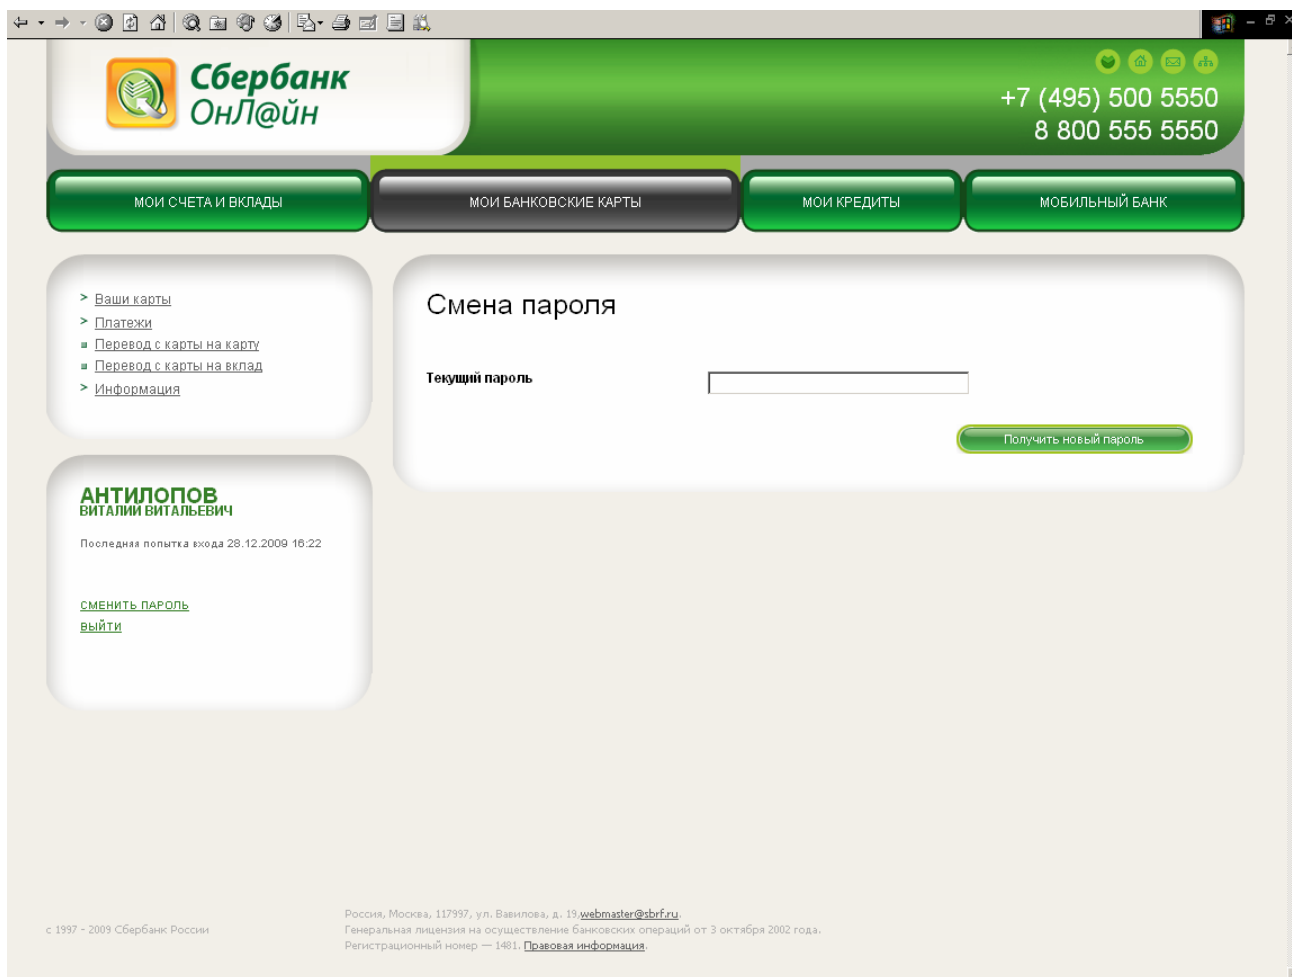 Сбербанк
ОнЛ@йн
+7 (495) 500 5550
8 800 555 5550
МОИ СЧЕТА И ВКЛАДЫ
МОИ БАНКОВСКИЕ КАРТЫ
МОИ КРЕДИТЫ
МОБИЛЬНЫЙ БАНК
> Ваши карты
> Платежи
Перевод с карты на карту
Перевод с карты на вклад
> Информация
Смена пароля
Текущий пароль
Получить новый пароль
АНТИЛОПОВ
ВИТАЛИЙ ВИТАЛЬЕВИЧ
Последняя попытка входа 28.12.2009 16:22
СМЕНИТЬ ПАРОЛЬ
ВЫЙТИ
с 1997 - 2009 Сбербанк России
Россия, Москва, 117997, ул. Вавилова, д. 19,webmaster@sbrf.ru.
Генеральная лицензия на осуществление банковских операций от 3 октября 2002 года.
Регистрационный номер — 1481. Правовая информация.